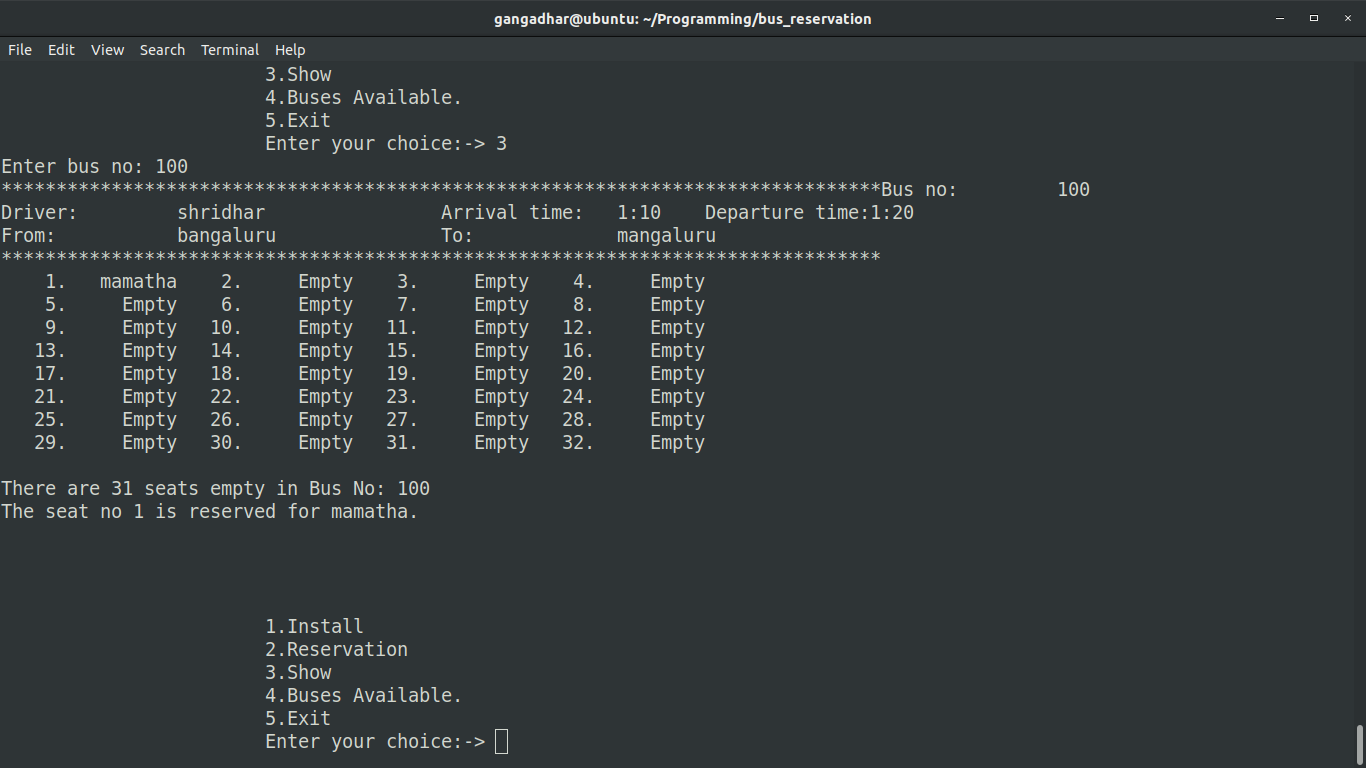 gangadhar@ubuntu: ~/Programming/bus_reservation
File Edit View Search Terminal Help
3.Show
4.Buses Available.
5.Exit
Enter your choice:-> 3
Enter bus no: 100
********************************************************************************Bus no: 100
Driver: shridhar Arrival time: 1:10 Departure time:1:20
From: bangaluru To: mangaluru
********************************************************************************
1. mamatha 2. Empty 3. Empty 4. Empty
5. Empty 6. Empty 7. Empty 8. Empty
9. Empty 10. Empty 11. Empty 12. Empty
13. Empty 14. Empty 15. Empty 16. Empty
17. Empty 18. Empty 19. Empty 20. Empty
21. Empty 22. Empty 23. Empty 24. Empty
25. Empty 26. Empty 27. Empty 28. Empty
29. Empty 30. Empty 31. Empty 32. Empty
There are 31 seats empty in Bus No: 100
The seat no 1 is reserved for mamatha.
1.Install
2.Reservation
3.Show
4.Buses Available.
5.Exit
Enter your choice:->